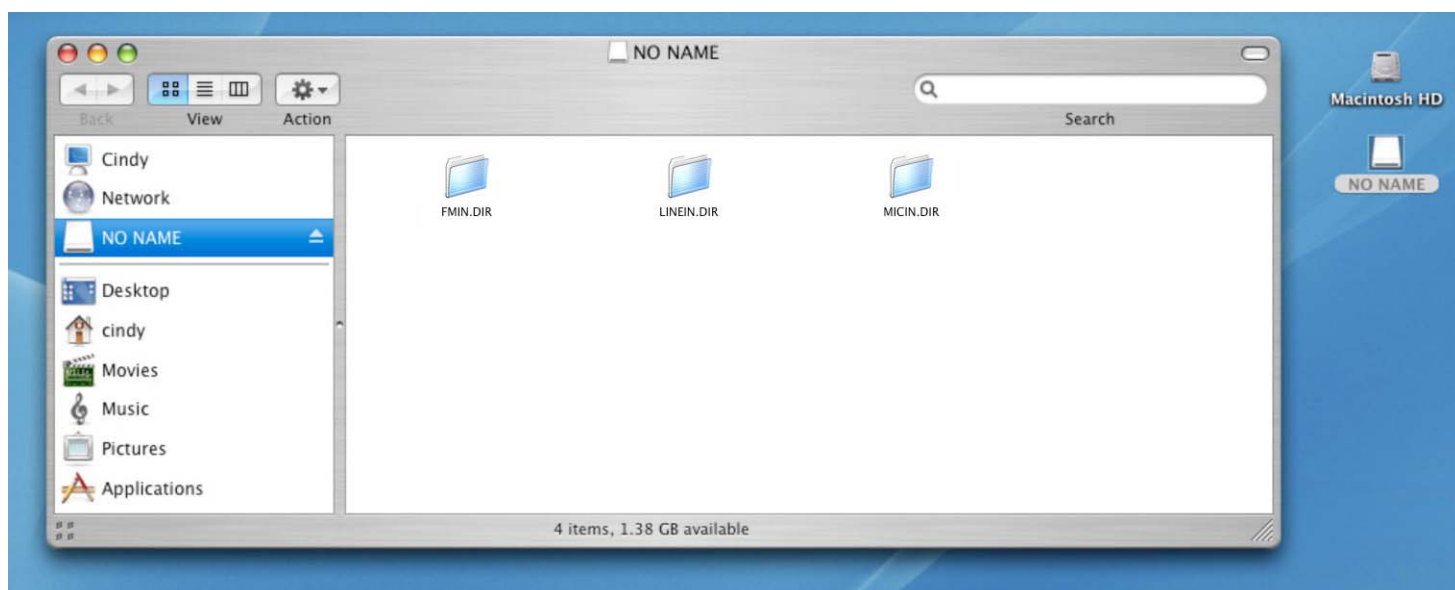 NO NAME
Back View Action
Search
Macintosh HD
NO NAME
Cindy
Network
NO NAME
Desktop
cindy
Movies
Music
Pictures
Applications
FMIN.DIR LINEIN.DIR MICIN.DIR
4 items, 1.38 GB available